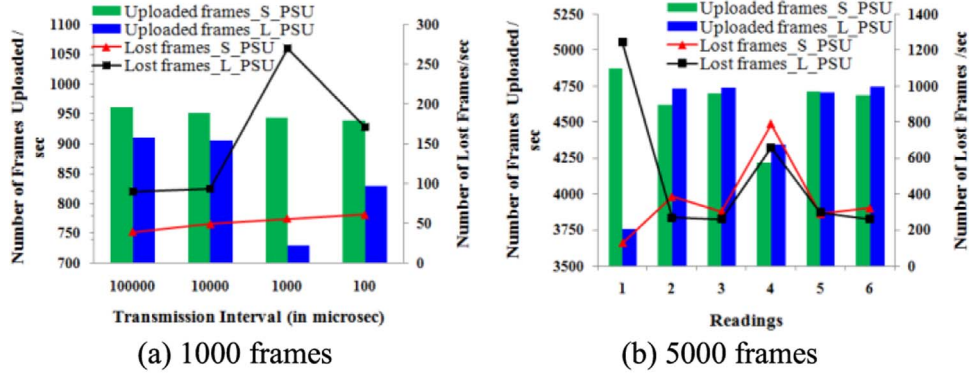 Number of Frames Uploaded / sec
1100
1050
1000
950
900
850
800
750
700
Uploaded frames_S_PSU
Uploaded frames_L_PSU
Lost frames_S_PSU
Lost frames_L_PSU
300
250
200
150
100
50
0
Number of Lost Frames/sec
100000 10000 1000 100
Transmission Interval (in microsec)
(a) 1000 frames
Number of Frames Uploaded / sec
5250
5000
4750
4500
4250
4000
3750
3500
Uploaded frames_S_PSU
Uploaded frames_L_PSU
Lost frames_S_PSU
Lost frames_L_PSU
1400
1200
1000
800
600
400
200
0
Number of Lost Frames /sec
1 2 3 4 5 6
Readings
(b) 5000 frames